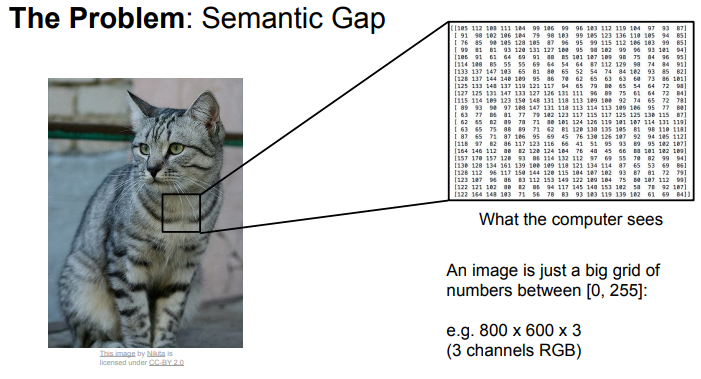 The Problem: Semantic Gap
[[105 112 108 111 104 99 106 99 96 103 112 119 104 97 93 87]
[ 91 98 102 106 104 79 98 103 99 105 123 136 110 105 94 85]
[ 76 85 90 105 128 105 87 96 95 99 115 112 106 103 99 85]
[ 99 81 81 93 120 131 127 100 95 98 102 99 96 93 101 94]
[106 91 61 64 69 91 88 85 101 107 109 98 75 84 96 95]
[114 108 85 55 55 69 64 54 64 87 112 129 98 74 84 91]
[133 137 147 103 65 81 80 65 52 54 74 84 102 93 85 82]
[128 137 144 140 109 95 86 70 62 65 63 63 60 73 86 101]
[125 133 148 137 119 121 117 94 65 79 80 65 54 64 72 98]
[127 125 131 147 133 127 126 131 111 96 89 75 61 64 72 84]
[115 114 109 123 150 148 131 118 113 109 100 92 74 65 72 78]
[ 89 93 90 97 108 147 131 118 113 114 113 109 106 95 77 80]
[ 63 77 86 81 77 79 102 123 117 115 117 125 125 130 115 87]
[ 62 65 82 89 78 71 80 101 124 126 119 101 107 114 131 119]
[ 63 65 75 88 89 71 62 81 120 138 135 105 81 98 110 118]
[ 87 65 71 87 106 95 69 45 76 130 126 107 92 94 105 112]
[118 97 82 86 117 123 116 66 41 51 95 93 89 95 102 107]
[164 146 112 80 82 120 124 104 76 48 45 66 88 101 102 109]
[157 170 157 120 93 86 114 132 112 97 69 55 70 82 99 94]
[130 128 134 161 139 100 109 118 121 134 114 87 65 53 69 86]
[128 112 96 117 150 144 120 115 104 107 102 93 87 81 72 79]
[123 107 96 86 83 112 153 149 122 109 104 75 80 107 112 99]
[122 121 102 80 82 86 94 117 145 148 153 102 58 78 92 107]
[122 164 148 103 71 56 78 83 93 103 119 139 102 61 69 84]]
What the computer sees
An image is just a big grid of
numbers between [0, 255]:
e.g. 800 x 600 x 3
(3 channels RGB)
This image by Nikita is
licensed under CC-BY 2.0